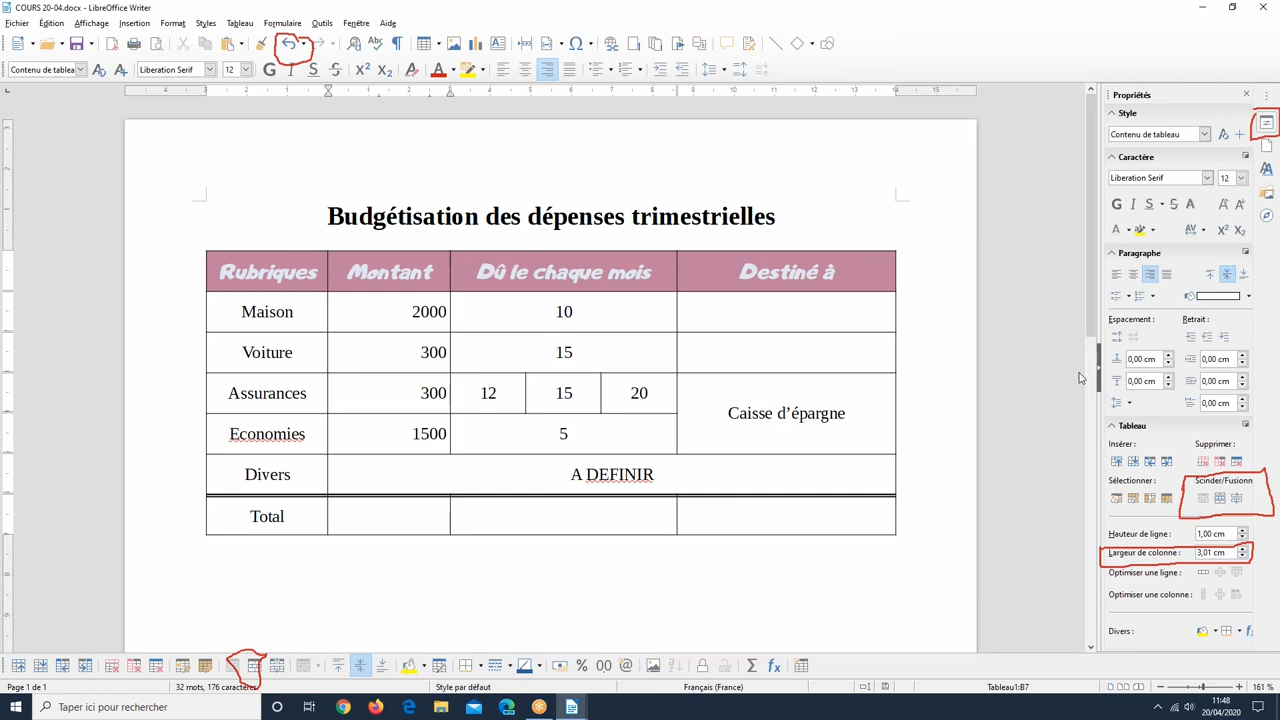 COURS 20-04.docx - LibreOffice Writer
Fichier Édition Affichage Insertion Format Styles Tableau Formulaire Outils Fenêtre Aide
Contenu de tablea Liberation Serif 12
Propriétés
Style
Contenu de tableau
Caractère
Liberation Serif 12
Paragraphe
Espacement : Retrait :
0,00 cm 0,00 cm
0,00 cm 0,00 cm
0,00 cm
Tableau
Insérer : Supprimer :
Sélectionner : Scinder/Fusionn
Hauteur de ligne : 1,00 cm
Largeur de colonne : 3,01 cm
Optimiser une ligne :
Optimiser une colonne :
Divers :
Budgétisation des dépenses trimestrielles
Rubriques Montant Dû le chaque mois Destiné à
Maison 2000 10
Voiture 300 15
Assurances 300 12 15 20
Caisse d’épargne
Economies 1500 5
Divers A DEFINIR
Total
Page 1 de 1 32 mots, 176 caractères Style par défaut Français (France) Tableau1:B7 161 %
Taper ici pour rechercher
11:48
20/04/2020